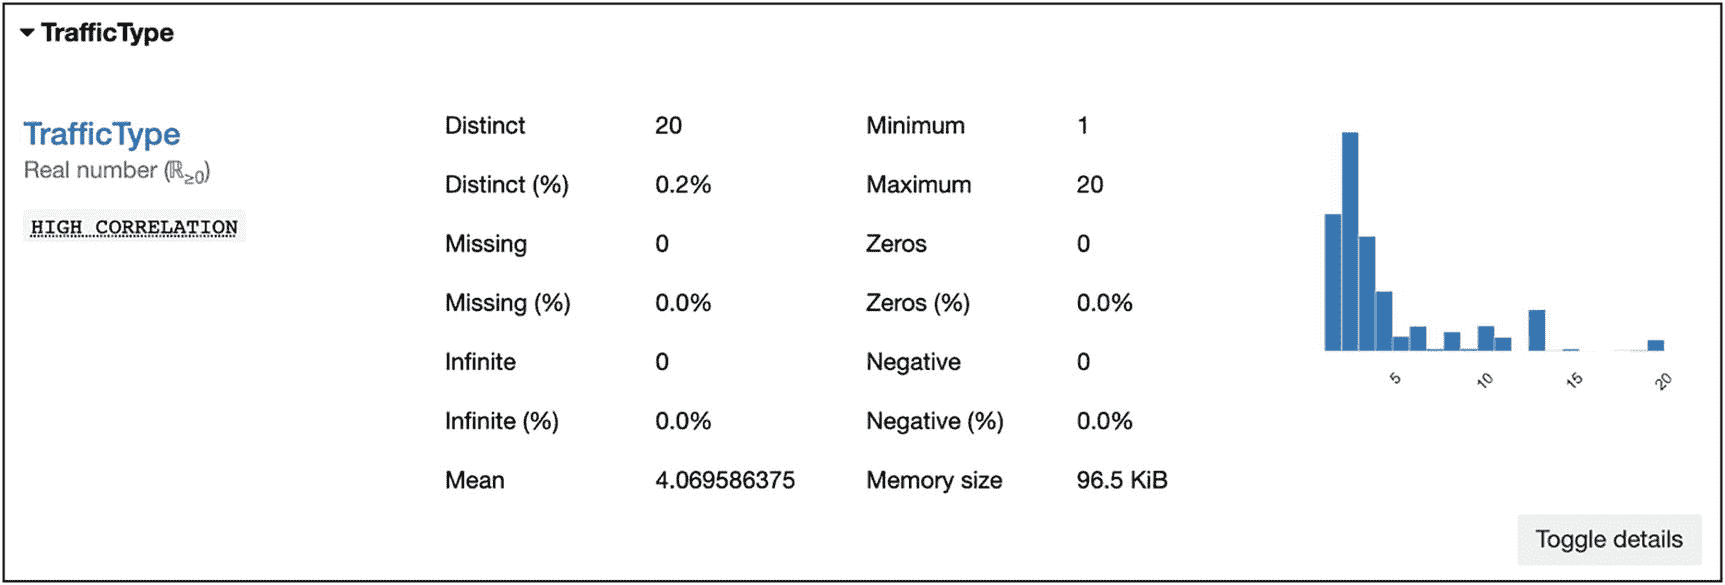 TrafficType
TrafficType
Real number (ℝ≥0)
HIGH CORRELATION
Distinct 20 Minimum 1
Distinct (%) 0.2% Maximum 20
Missing 0 Zeros 0
Missing (%) 0.0% Zeros (%) 0.0%
Infinite 0 Negative 0
Infinite (%) 0.0% Negative (%) 0.0%
Mean 4.069586375 Memory size 96.5 KiB
5 10 15 20
Toggle details